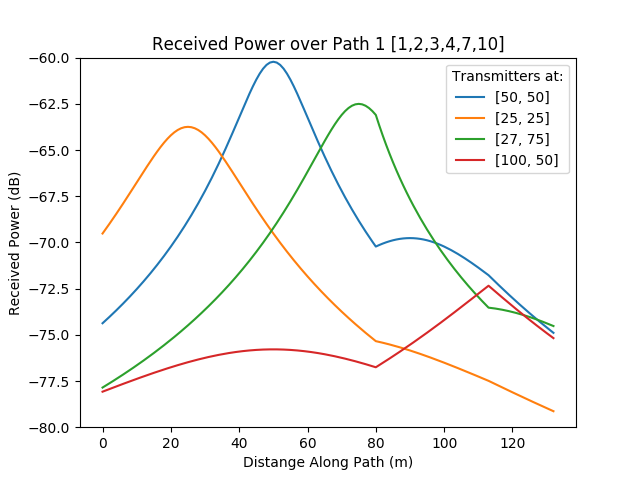 Received Power over Path 1 [1,2,3,4,7,10]
Transmitters at:
[50, 50]
[25, 25]
[27, 75]
[100, 50]
Received Power (dB)
−60.0
−62.5
−65.0
−67.5
−70.0
−72.5
−75.0
−77.5
−80.0
0 20 40 60 80 100 120
Distange Along Path (m)